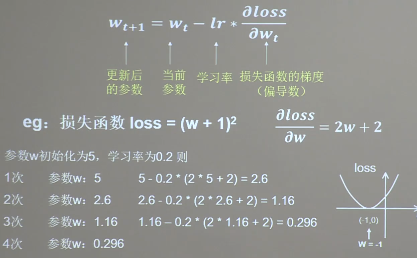 w_{t+1} = w_t − lr * ∂loss/∂w_t
更新后的参数 当前参数 学习率 损失函数的梯度（偏导数）
eg：损失函数 loss = (w + 1)² ∂loss/∂w = 2w + 2
参数w初始化为5，学习率为0.2 则
1次 参数w：5 5 - 0.2 * (2 * 5 + 2) = 2.6
2次 参数w：2.6 2.6 - 0.2 * (2 * 2.6 + 2) = 1.16
3次 参数w：1.16 1.16 – 0.2 * (2 * 1.16 + 2) = 0.296
4次 参数w：0.296
loss
(-1,0)
W = -1